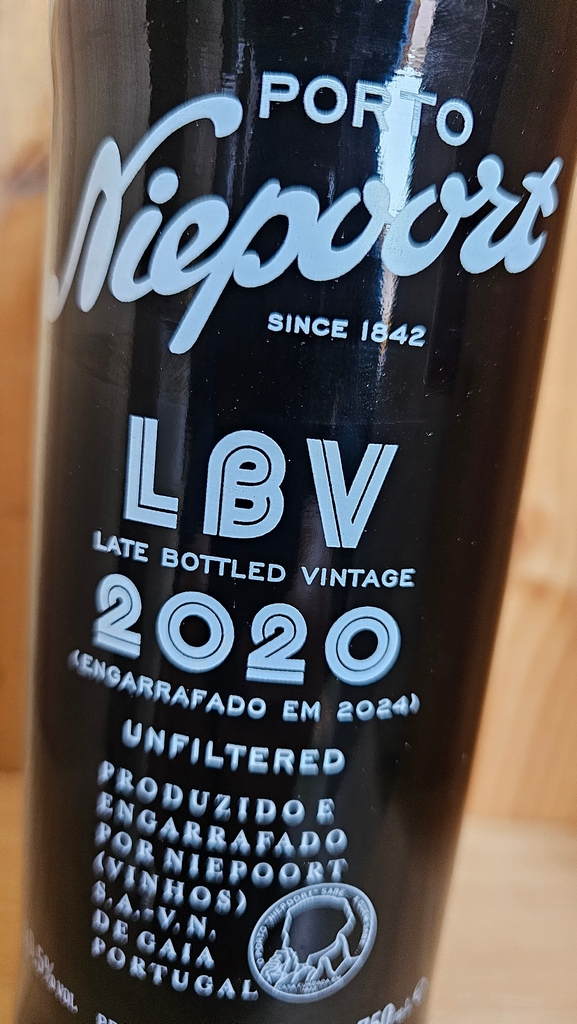 PORTO
Niepoort
SINCE 1842
LBV
LATE BOTTLED VINTAGE
2020
(ENGARRAFADO EM 2024)
UNFILTERED
PRODUZIDO E
ENGARRAFADO
POR NIEPOORT
(VINHOS)
S.A.-V.N.
DE GAIA
PORTUGAL